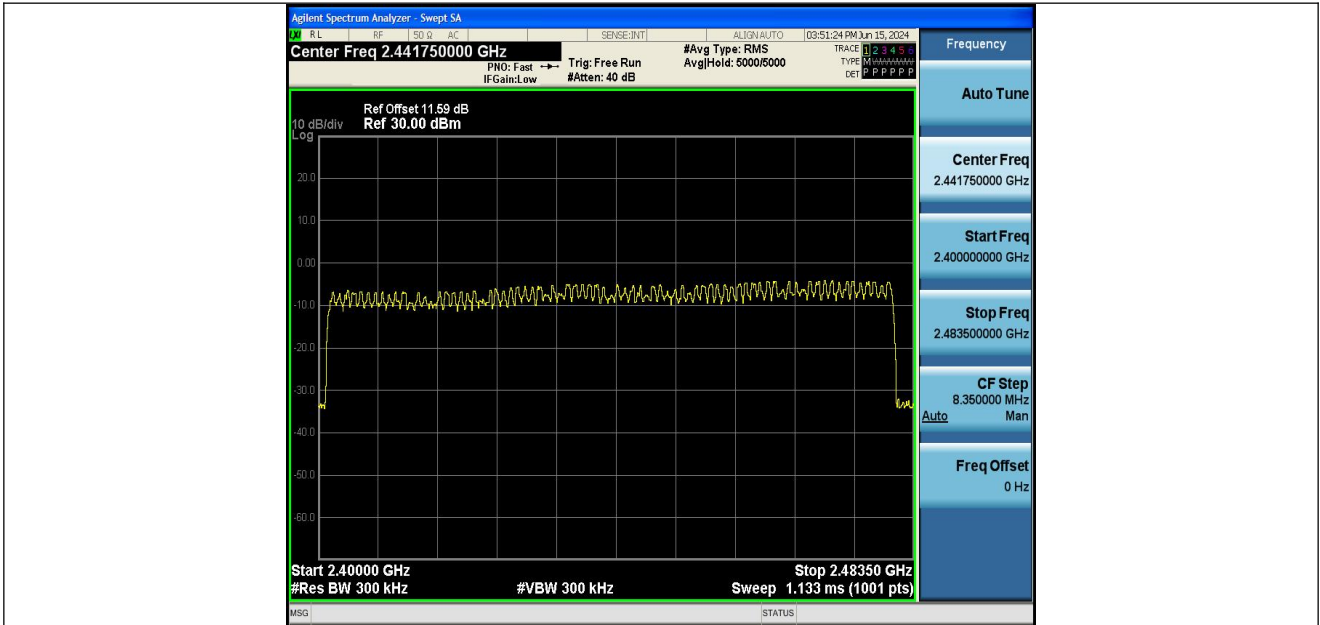 Agilent Spectrum Analyzer - Swept SA
LXI RL RF 50 Ω AC SENSE:INT ALIGN AUTO 03:51:24 PM Jun 15, 2024
Center Freq 2.441750000 GHz
PNO: Fast
IFGain:Low
Trig: Free Run
#Atten: 40 dB
#Avg Type: RMS
Avg|Hold: 5000/5000
TRACE 1 2 3 4 5 6
TYPE M
DET P P P P P P
Ref Offset 11.59 dB
10 dB/div Ref 30.00 dBm
Log
20.0
10.0
0.00
-10.0
-20.0
-30.0
-40.0
-50.0
-60.0
Start 2.40000 GHz Stop 2.48350 GHz
#Res BW 300 kHz #VBW 300 kHz Sweep 1.133 ms (1001 pts)
MSG STATUS
Frequency
Auto Tune
Center Freq
2.441750000 GHz
Start Freq
2.400000000 GHz
Stop Freq
2.483500000 GHz
CF Step
8.350000 MHz
Auto Man
Freq Offset
0 Hz